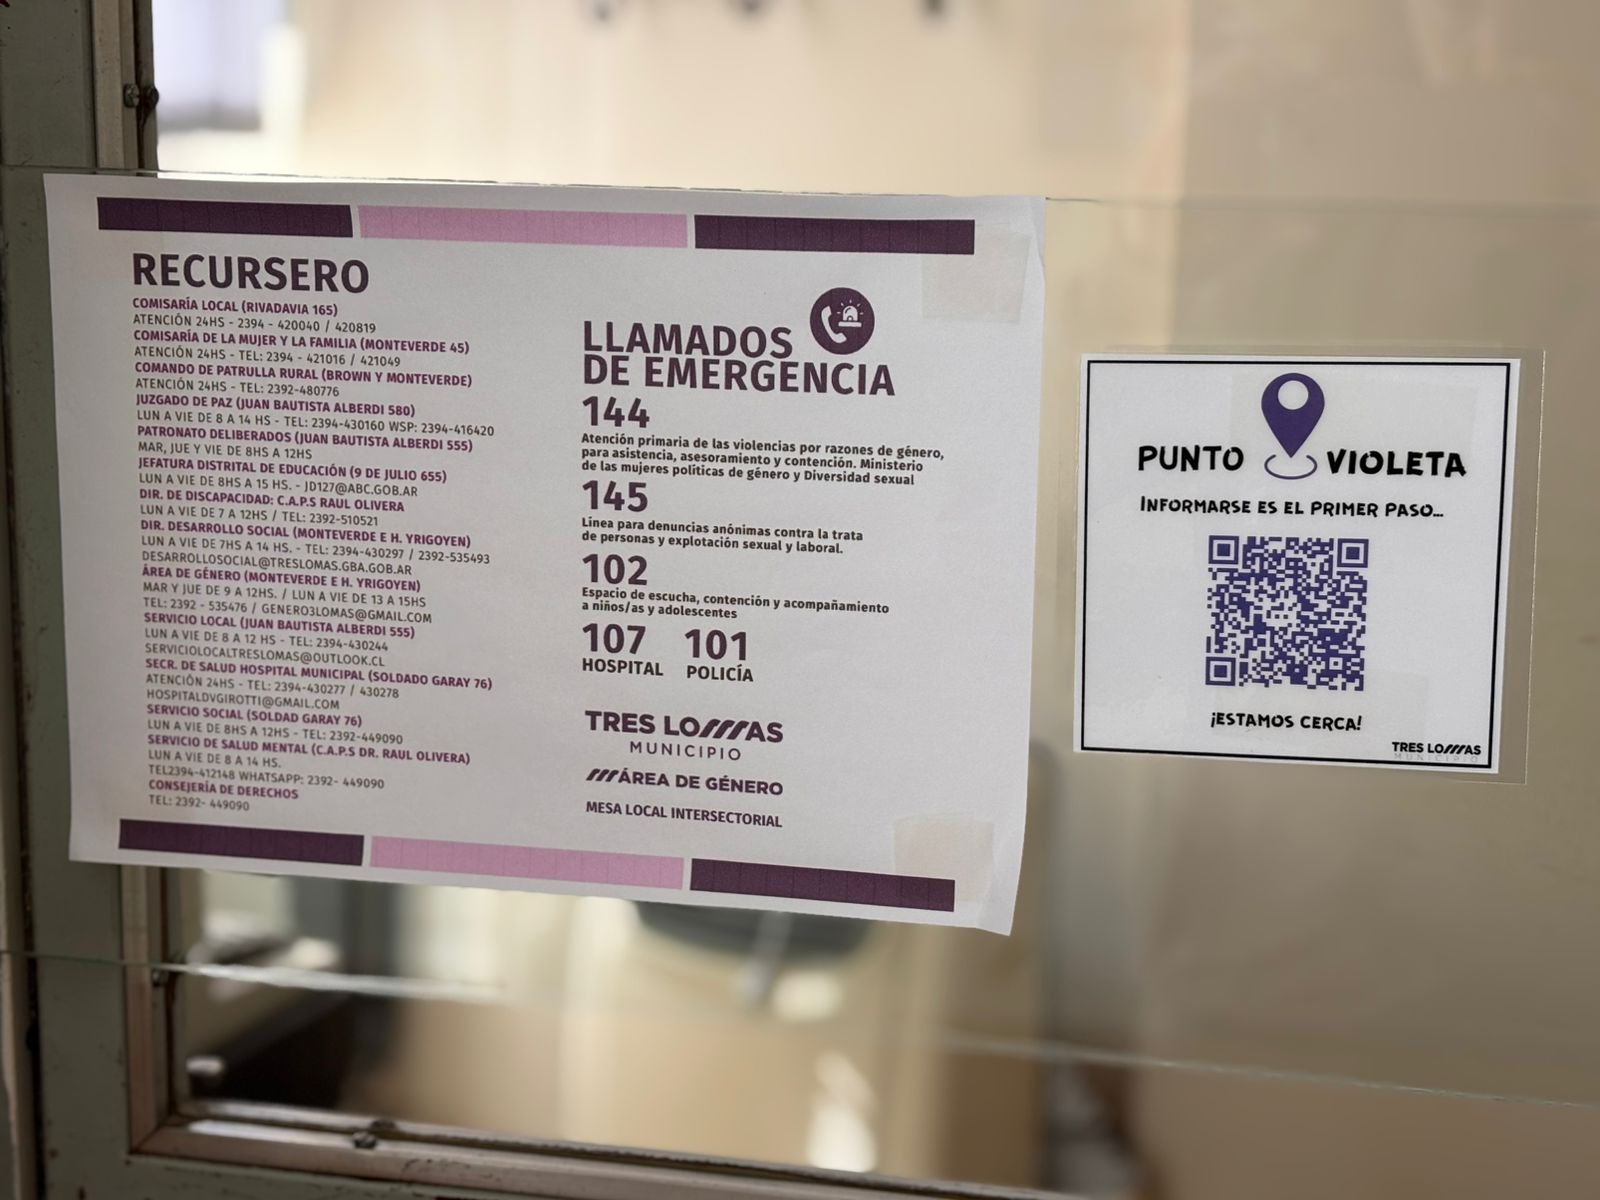 RECURSERO
COMISARÍA LOCAL (RIVADAVIA 165)
ATENCIÓN 24HS - 2394 - 420040 / 420819
COMISARÍA DE LA MUJER Y LA FAMILIA (MONTEVERDE 45)
ATENCIÓN 24HS - TEL: 2394 - 421016 / 421049
COMANDO DE PATRULLA RURAL (BROWN Y MONTEVERDE)
ATENCIÓN 24HS - TEL: 2392-480776
JUZGADO DE PAZ (JUAN BAUTISTA ALBERDI 580)
LUN A VIE DE 8 A 14 HS - TEL: 2394-430160 WSP: 2394-416420
PATRONATO DELIBERADOS (JUAN BAUTISTA ALBERDI 555)
MAR, JUE Y VIE DE 8HS A 12HS
JEFATURA DISTRITAL DE EDUCACIÓN (9 DE JULIO 655)
LUN A VIE DE 8HS A 15 HS. - JD127@ABC.GOB.AR
DIR. DE DISCAPACIDAD: C.A.P.S RAUL OLIVERA
LUN A VIE DE 7 A 12HS / TEL: 2392-510521
DIR. DESARROLLO SOCIAL (MONTEVERDE E H. YRIGOYEN)
LUN A VIE DE 7HS A 14 HS. - TEL: 2394-430297 / 2392-535493
DESARROLLOSOCIAL@TRESLOMAS.GBA.GOB.AR
ÁREA DE GÉNERO (MONTEVERDE E H. YRIGOYEN)
MAR Y JUE DE 9 A 12HS. / LUN A VIE DE 13 A 15HS
TEL: 2392 - 535476 / GENERO3LOMAS@GMAIL.COM
SERVICIO LOCAL (JUAN BAUTISTA ALBERDI 555)
LUN A VIE DE 8 A 12 HS - TEL: 2394-430244
SERVICIOLOCALTRESLOMAS@OUTLOOK.CL
SECR. DE SALUD HOSPITAL MUNICIPAL (SOLDADO GARAY 76)
ATENCIÓN 24HS - TEL: 2394-430277 / 430278
HOSPITALDVGIROTTI@GMAIL.COM
SERVICIO SOCIAL (SOLDAD GARAY 76)
LUN A VIE DE 8HS A 12HS - TEL: 2392-449090
SERVICIO DE SALUD MENTAL (C.A.P.S DR. RAUL OLIVERA)
LUN A VIE DE 8 A 14 HS.
TEL2394-412148 WHATSAPP: 2392- 449090
CONSEJERÍA DE DERECHOS
TEL: 2392- 449090
LLAMADOS
DE EMERGENCIA
144
Atención primaria de las violencias por razones de género,
para asistencia, asesoramiento y contención. Ministerio
de las mujeres políticas de género y Diversidad sexual
145
Línea para denuncias anónimas contra la trata
de personas y explotación sexual y laboral.
102
Espacio de escucha, contención y acompañamiento
a niños/as y adolescentes
107 101
HOSPITAL POLICÍA
TRES LOMAS
MUNICIPIO
ÁREA DE GÉNERO
MESA LOCAL INTERSECTORIAL
PUNTO VIOLETA
INFORMARSE ES EL PRIMER PASO...
¡ESTAMOS CERCA!
TRES LOMAS
MUNICIPIO